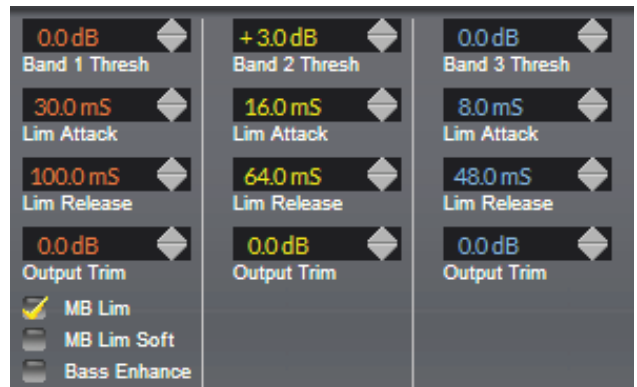 0.0 dB
Band 1 Thresh
30.0 mS
Lim Attack
100.0 mS
Lim Release
0.0 dB
Output Trim
MB Lim
MB Lim Soft
Bass Enhance
+3.0 dB
Band 2 Thresh
16.0 mS
Lim Attack
64.0 mS
Lim Release
0.0 dB
Output Trim
0.0 dB
Band 3 Thresh
8.0 mS
Lim Attack
48.0 mS
Lim Release
0.0 dB
Output Trim